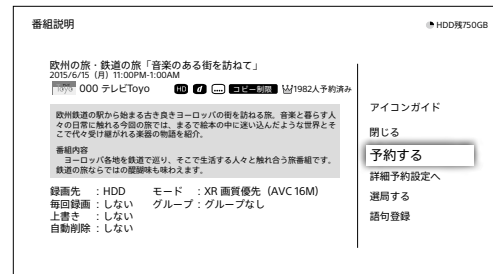 番組説明
HDD残750GB
欧州の旅・鉄道の旅「音楽のある街を訪ねて」
2015/6/15（月）11:00PM-1:00AM
toyo 000 テレビToyo HD d コピー制限 1982人予約済み
欧州鉄道の駅から始まる古き良きヨーロッパの街を訪ねる旅。音楽と暮らす人
々の日常に触れる今回の旅では、まるで絵本の中に迷い込んだような世界とそ
こで代々受け継がれる楽器の物語を紹介。
番組内容
　ヨーロッパ各地を鉄道で巡り、そこで生活する人々と触れ合う旅番組です。
鉄道の旅ならではの醍醐味も味わえます。
録画先　：HDD　モード　：XR 画質優先（AVC 16M）
毎回録画：しない　グループ：グループなし
上書き　：しない
自動削除：しない
アイコンガイド
閉じる
予約する
詳細予約設定へ
選局する
語句登録